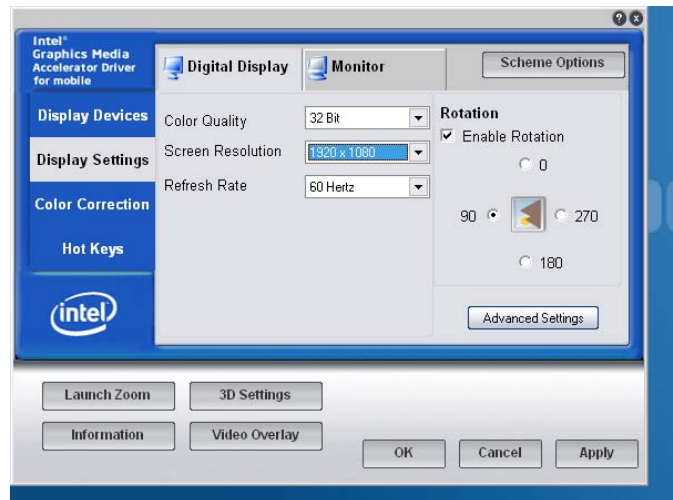 Intel®
Graphics Media
Accelerator Driver
for mobile
Digital Display
Monitor
Scheme Options
Display Devices
Display Settings
Color Correction
Hot Keys
intel
Color Quality
32 Bit
Screen Resolution
1920 x 1080
Refresh Rate
60 Hertz
Rotation
Enable Rotation
0
90
270
180
Advanced Settings
Launch Zoom
3D Settings
Information
Video Overlay
OK
Cancel
Apply